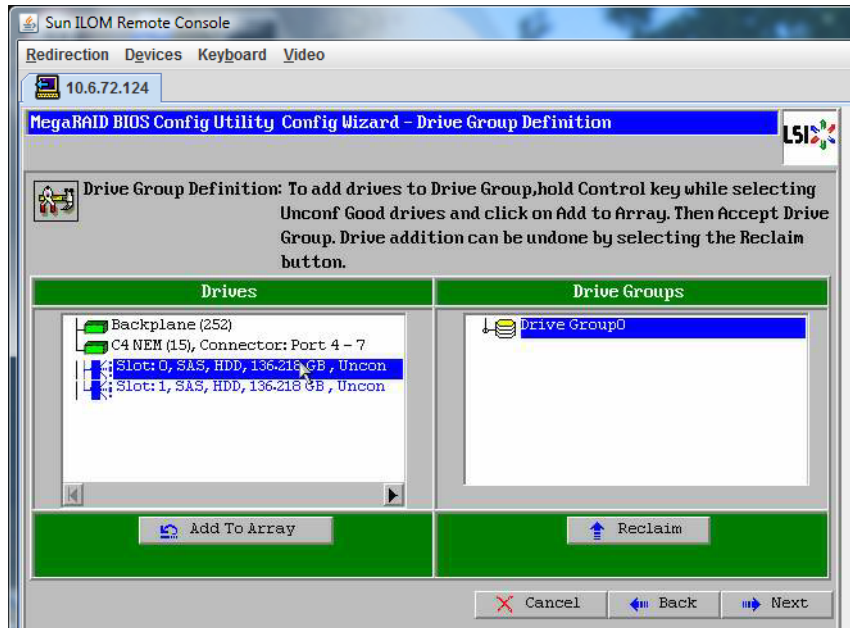 Sun ILOM Remote Console
Redirection Devices Keyboard Video
10.6.72.124
MegaRAID BIOS Config Utility Config Wizard - Drive Group Definition
LSI
Drive Group Definition: To add drives to Drive Group,hold Control key while selecting
Unconf Good drives and click on Add to Array. Then Accept Drive
Group. Drive addition can be undone by selecting the Reclaim
button.
Drives
Drive Groups
Backplane (252)
C4 NEM (15), Connector: Port 4 - 7
Slot: 0, SAS, HDD, 136.218 GB , Uncon
Slot: 1, SAS, HDD, 136.218 GB , Uncon
Drive Group0
Add To Array
Reclaim
Cancel
Back
Next